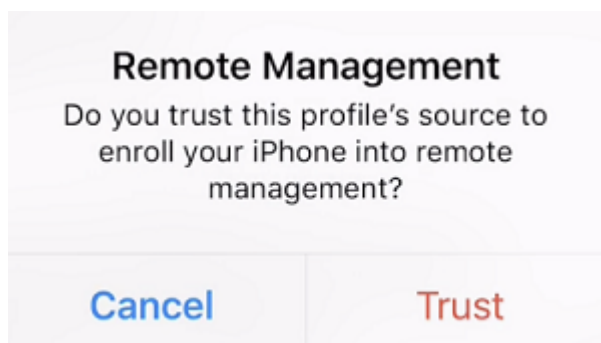 Remote Management
Do you trust this profile’s source to
enroll your iPhone into remote
management?
Cancel
Trust